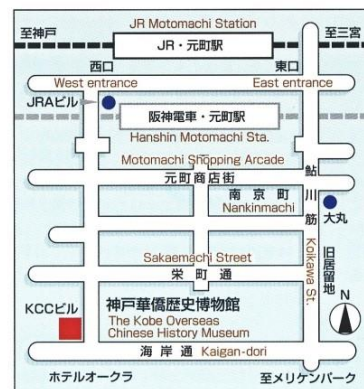 JR Motomachi Station
至神戸
JR・元町駅
至三宮
西口
東口
West entrance
East entrance
JRAビル
阪神電車・元町駅
Hanshin Motomachi Sta.
Motomachi Shopping Arcade
元町商店街
鮎川筋
Koikawa St.
南京町
Nankinmachi
大丸
旧居留地
Sakaemachi Street
栄町通
KCCビル
神戸華僑歴史博物館
The Kobe Overseas
Chinese History Museum
海岸通 Kaigan-dori
ホテルオークラ
至メリケンパーク